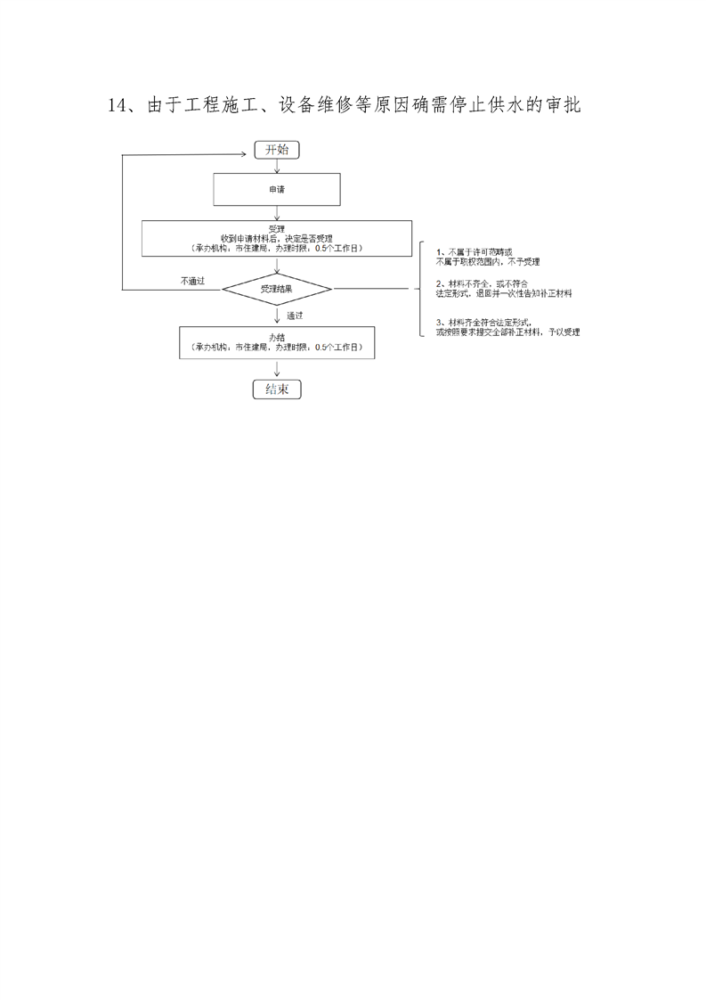 14、由于工程施工、设备维修等原因确需停止供水的审批
开始
申请
受理
收到申请材料后，决定是否受理
（承办机构：市住建局，办理时限：0.5个工作日）
不通过
受理结果
1、不属于许可范畴或
不属于职权范围内，不予受理
2、材料不齐全，或不符合
法定形式，退回并一次性告知补正材料
3、材料齐全符合法定形式，
或按照要求提交全部补正材料，予以受理
通过
办结
（承办机构：市住建局，办理时限：0.5个工作日）
结束